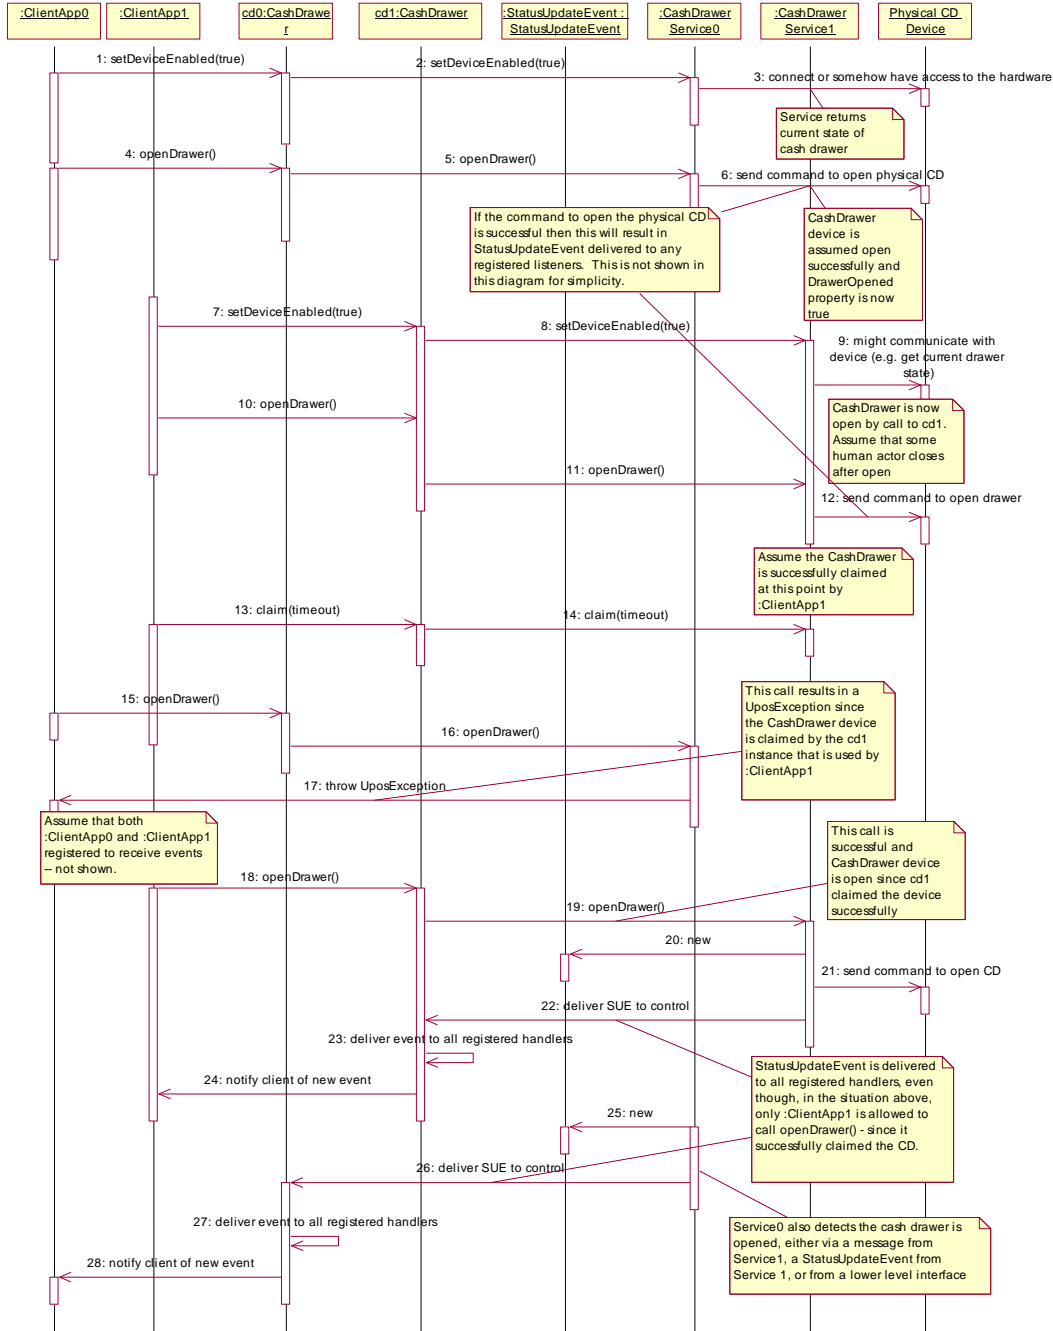 :ClientApp0
:ClientApp1
cd0:CashDrawe
r
cd1:CashDrawer
:StatusUpdateEvent :
StatusUpdateEvent
:CashDrawer
Service0
:CashDrawer
Service1
Physical CD
Device
1: setDeviceEnabled(true)
2: setDeviceEnabled(true)
3: connect or somehow have access to the hardware
Service returns
current state of
cash drawer
4: openDrawer()
5: openDrawer()
6: send command to open physical CD
If the command to open the physical CD
is successful then this will result in
StatusUpdateEvent delivered to any
registered listeners.  This is not shown in
this diagram for simplicity.
CashDrawer
device is
assumed open
successfully and
DrawerOpened
property is now
true
7: setDeviceEnabled(true)
8: setDeviceEnabled(true)
9: might communicate with
device (e.g. get current drawer
state)
10: openDrawer()
CashDrawer is now
open by call to cd1.
Assume that some
human actor closes
after open
11: openDrawer()
12: send command to open drawer
Assume the CashDrawer
is successfully claimed
at this point by
:ClientApp1
13: claim(timeout)
14: claim(timeout)
15: openDrawer()
16: openDrawer()
This call results in a
UposException since
the CashDrawer device
is claimed by the cd1
instance that is used by
:ClientApp1
17: throw UposException
Assume that both
:ClientApp0 and :ClientApp1
registered to receive events
-- not shown.
This call is
successful and
CashDrawer device
is open since cd1
claimed the device
successfully
18: openDrawer()
19: openDrawer()
20: new
21: send command to open CD
22: deliver SUE to control
23: deliver event to all registered handlers
24: notify client of new event
StatusUpdateEvent is delivered
to all registered handlers, even
though, in the situation above,
only :ClientApp1 is allowed to
call openDrawer() - since it
successfully claimed the CD.
25: new
26: deliver SUE to control
27: deliver event to all registered handlers
Service0 also detects the cash drawer is
opened, either via a message from
Service1, a StatusUpdateEvent from
Service 1, or from a lower level interface
28: notify client of new event